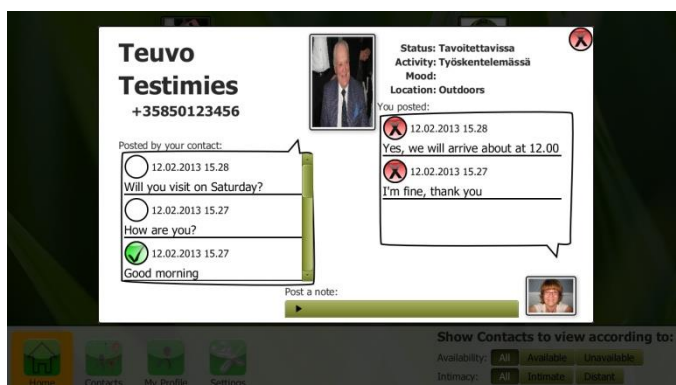 Teuvo
Testimies
+35850123456
Status: Tavoitettavissa
Activity: Työskentelemässä
Mood:
Location: Outdoors
Posted by your contact:
12.02.2013 15.28
Will you visit on Saturday?
12.02.2013 15.27
How are you?
12.02.2013 15.27
Good morning
You posted:
12.02.2013 15.28
Yes, we will arrive about at 12.00
12.02.2013 15.27
I'm fine, thank you
Post a note:
Home
Contacts
My Profile
Settings
Show Contacts to view according to:
Availability: All Available Unavailable
Intimacy: All Intimate Distant